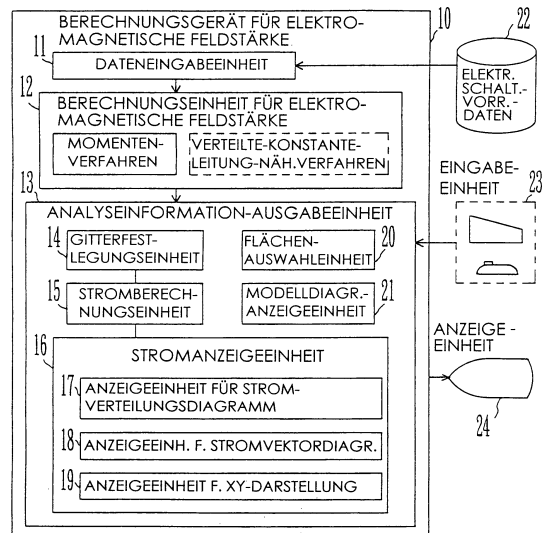 BERECHNUNGSGERÄT FÜR ELEKTRO-
MAGNETISCHE FELDSTÄRKE
10
11
DATENEINGABEEINHEIT
22
ELEKTR.
SCHALT.-
VORR.-
DATEN
12
BERECHNUNGSEINHEIT FÜR ELEKTRO-
MAGNETISCHE FELDSTÄRKE
MOMENTEN-
VERFAHREN
VERTEILTE-KONSTANTE-
LEITUNG-NÄH.VERFAHREN
EINGABE-
EINHEIT
23
13
ANALYSEINFORMATION-AUSGABEEINHEIT
14
GITTERFEST-
LEGUNGSEINHEIT
FLÄCHEN-
AUSWAHLEINHEIT
20
15
STROMBERECH-
NUNGSEINHEIT
MODELLDIAGR.-
ANZEIGEEINHEIT
21
ANZEIGE-
EINHEIT
24
16
STROMANZEIGEEINHEIT
17
ANZEIGEEINHEIT FÜR STROM-
VERTEILUNGSDIAGRAMM
18
ANZEIGEEINH. F. STROMVEKTORDIAGR.
19
ANZEIGEEINHEIT F. XY-DARSTELLUNG